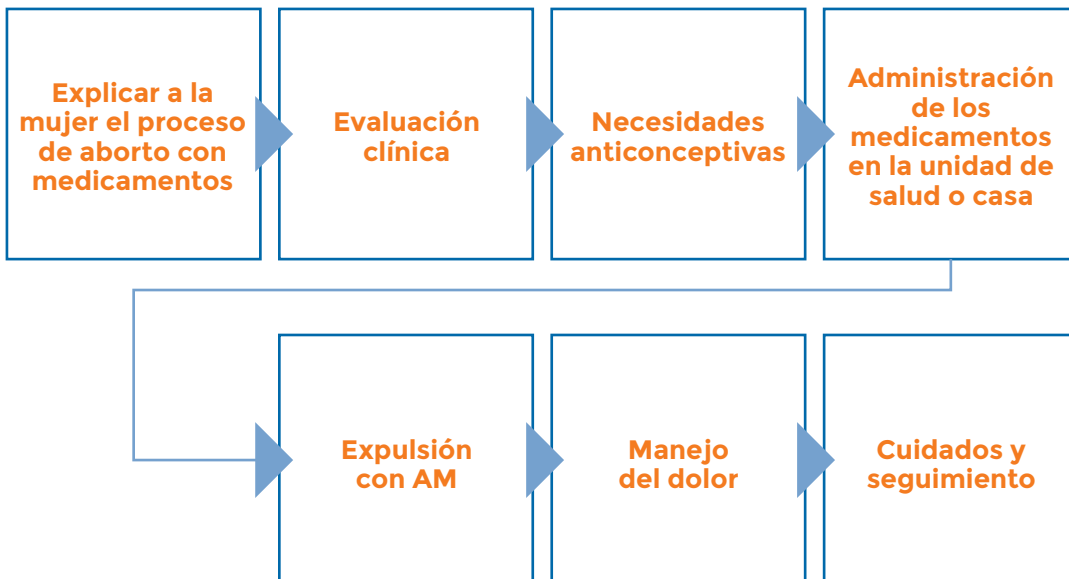 Explicar a la
mujer el proceso
de aborto con
medicamentos
Evaluación
clínica
Necesidades
anticonceptivas
Administración
de los
medicamentos
en la unidad de
salud o casa
Expulsión
con AM
Manejo
del dolor
Cuidados y
seguimiento